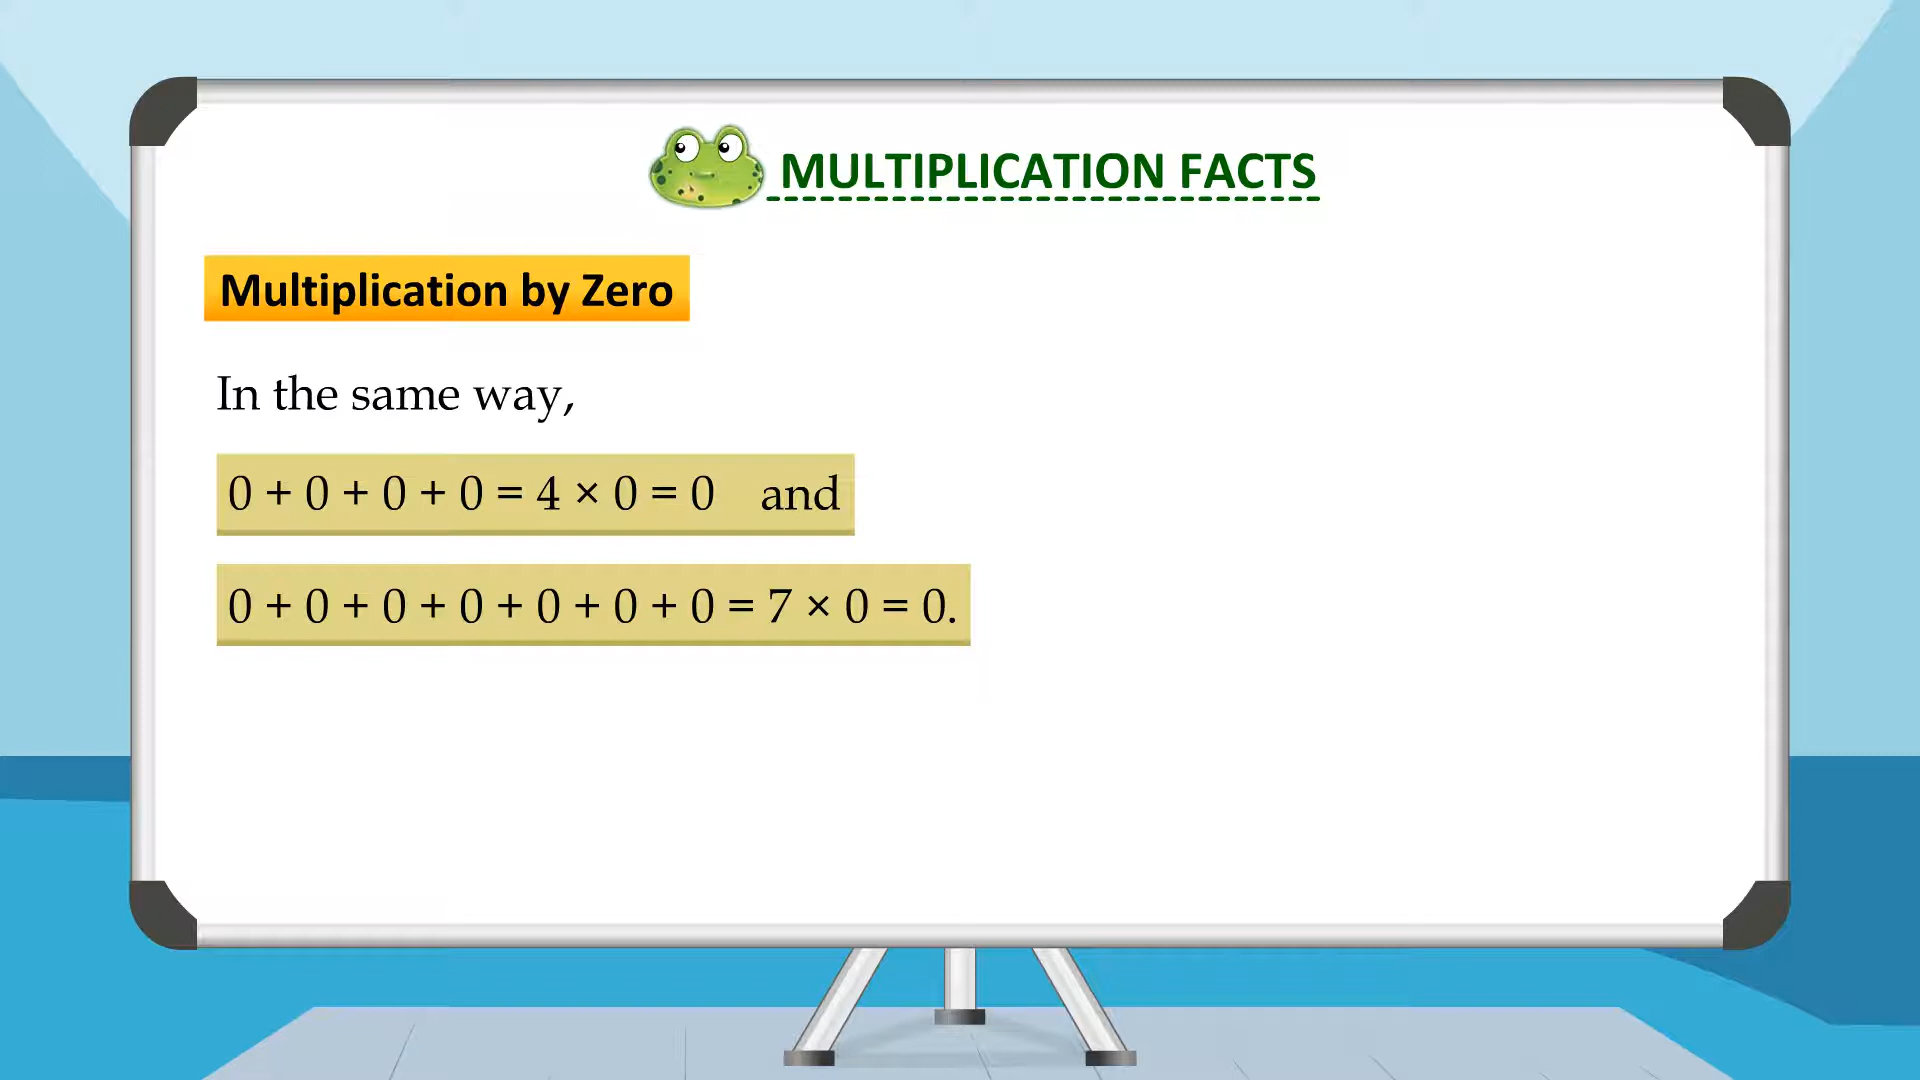 MULTIPLICATION FACTS
Multiplication by Zero
In the same way,
0 + 0 + 0 + 0 = 4 × 0 = 0 and
0 + 0 + 0 + 0 + 0 + 0 + 0 = 7 × 0 = 0.